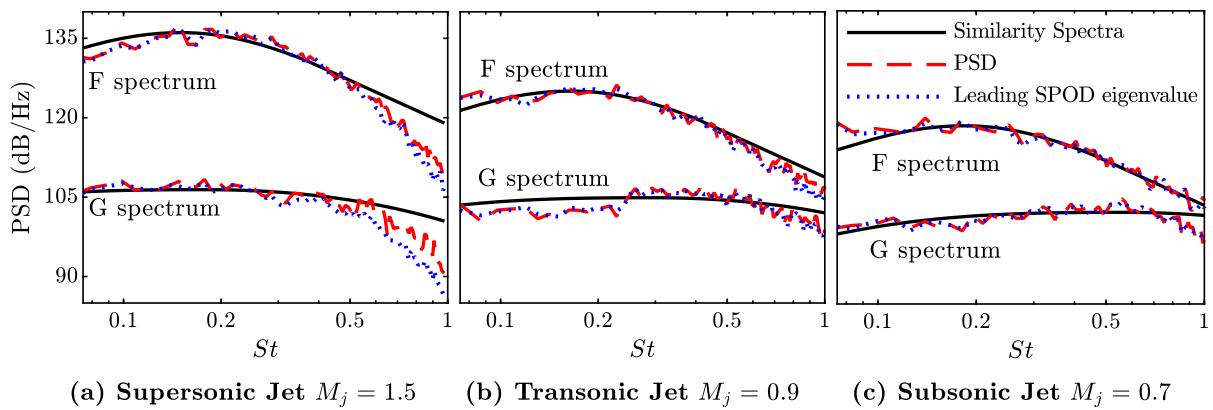 135
120
105
90
PSD (dB/Hz)
F spectrum
G spectrum
0.1 0.2 0.5 1
St
(a) Supersonic Jet M_j = 1.5
F spectrum
G spectrum
0.1 0.2 0.5 1
St
(b) Transonic Jet M_j = 0.9
Similarity Spectra
PSD
Leading SPOD eigenvalue
F spectrum
G spectrum
0.1 0.2 0.5 1
St
(c) Subsonic Jet M_j = 0.7